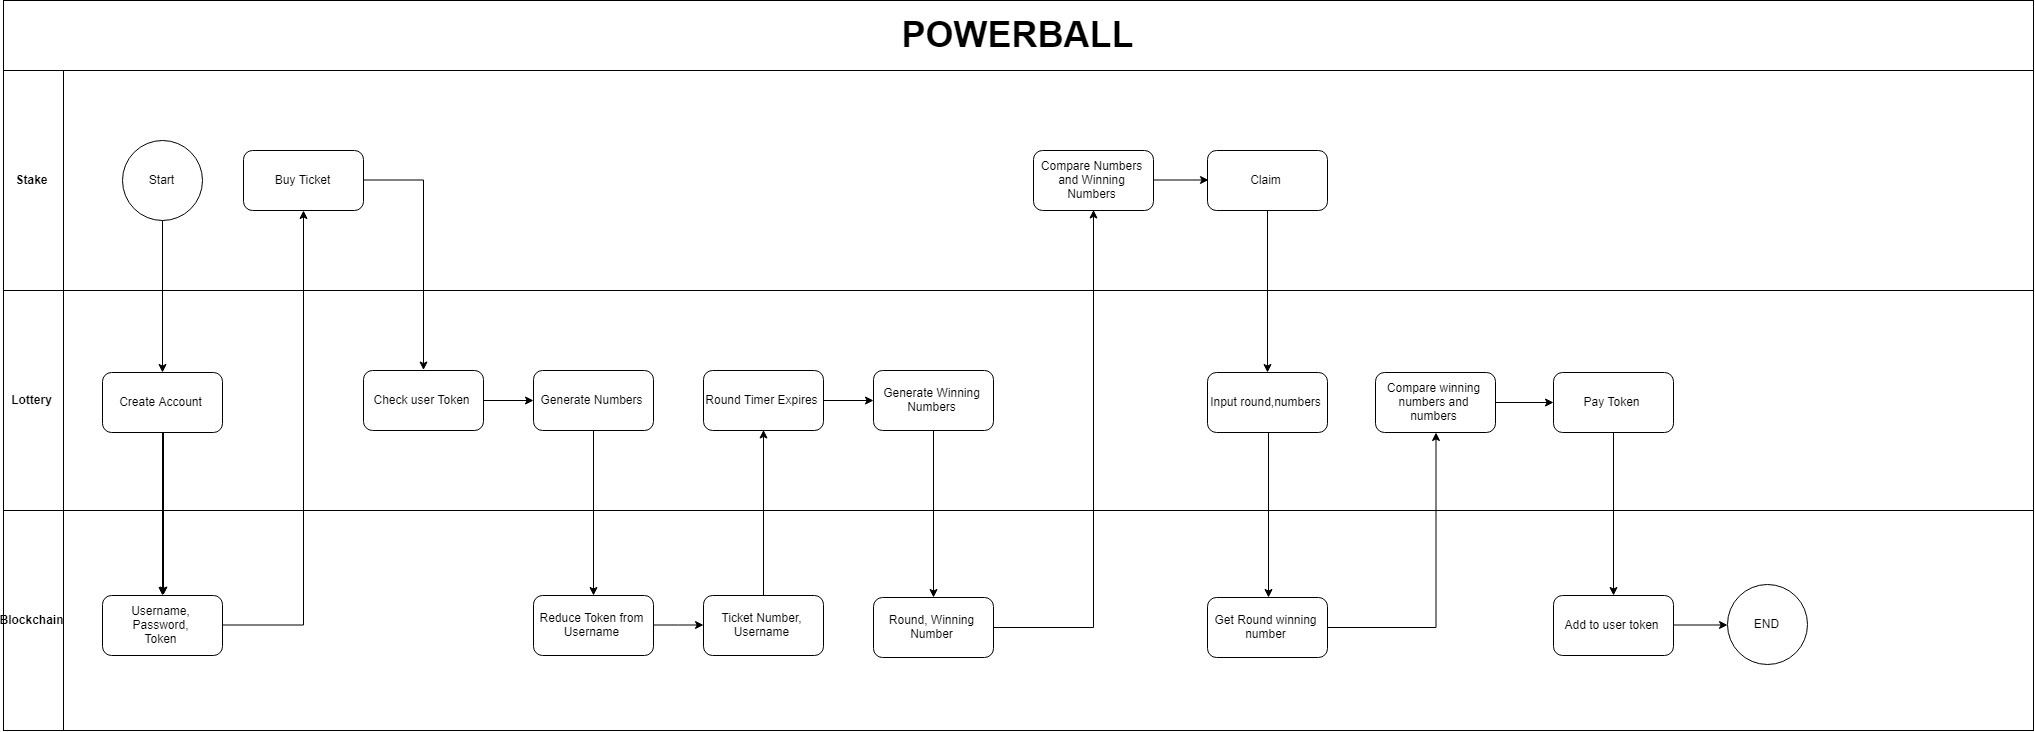 POWERBALL
Stake
Start
Buy Ticket
Compare Numbers
and Winning
Numbers
Claim
Lottery
Create Account
Check user Token
Generate Numbers
Round Timer Expires
Generate Winning
Numbers
Input round,numbers
Compare winning
numbers and
numbers
Pay Token
Blockchain
Username,
Password,
Token
Reduce Token from
Username
Ticket Number,
Username
Round, Winning
Number
Get Round winning
number
Add to user token
END